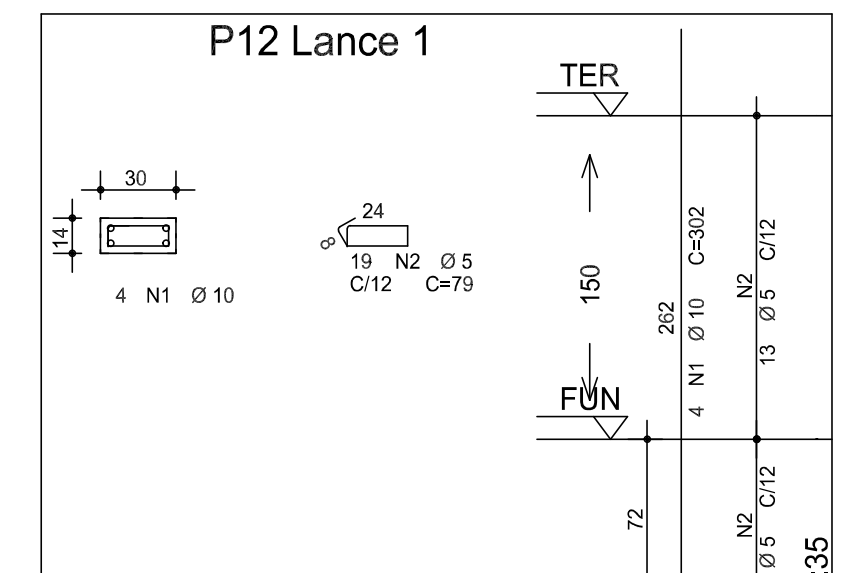 P12 Lance 1
TER
30
14
4 N1 Ø 10
24
8
19 N2 Ø 5
C/12 C=79
150
262
4 N1 Ø 10 C=302
N2
13 Ø 5 C/12
FUN
72
N2
Ø 5 C/12
35